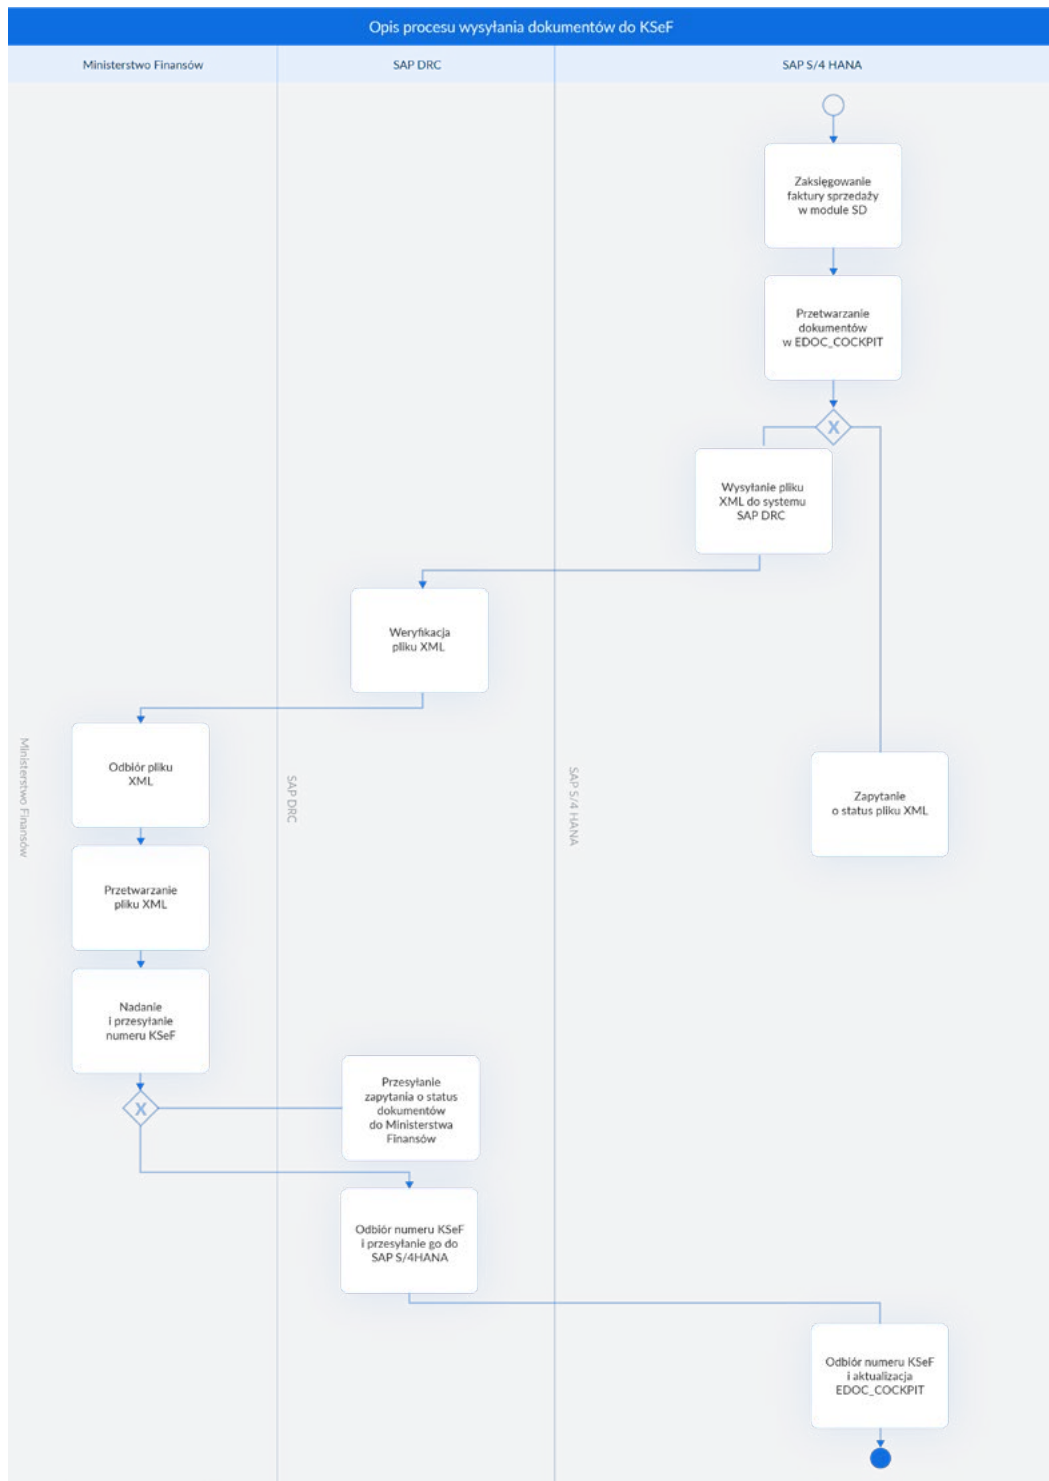 Opis procesu wysyłania dokumentów do KSeF
Ministerstwo Finansów
SAP DRC
SAP S/4 HANA
Zaksięgowanie
faktury sprzedaży
w module SD
Przetwarzanie
dokumentów
w EDOC_COCKPIT
X
Wysyłanie pliku
XML do systemu
SAP DRC
Weryfikacja
pliku XML
Ministerstwo Finansów
SAP DRC
SAP S/4 HANA
Odbiór pliku
XML
Zapytanie
o status pliku XML
Przetwarzanie
pliku XML
Nadanie
i przesyłanie
numeru KSeF
X
Przesyłanie
zapytania o status
dokumentów
do Ministerstwa
Finansów
Odbiór numeru KSeF
i przesyłanie go do
SAP S/4HANA
Odbiór numeru KSeF
i aktualizacja
EDOC_COCKPIT